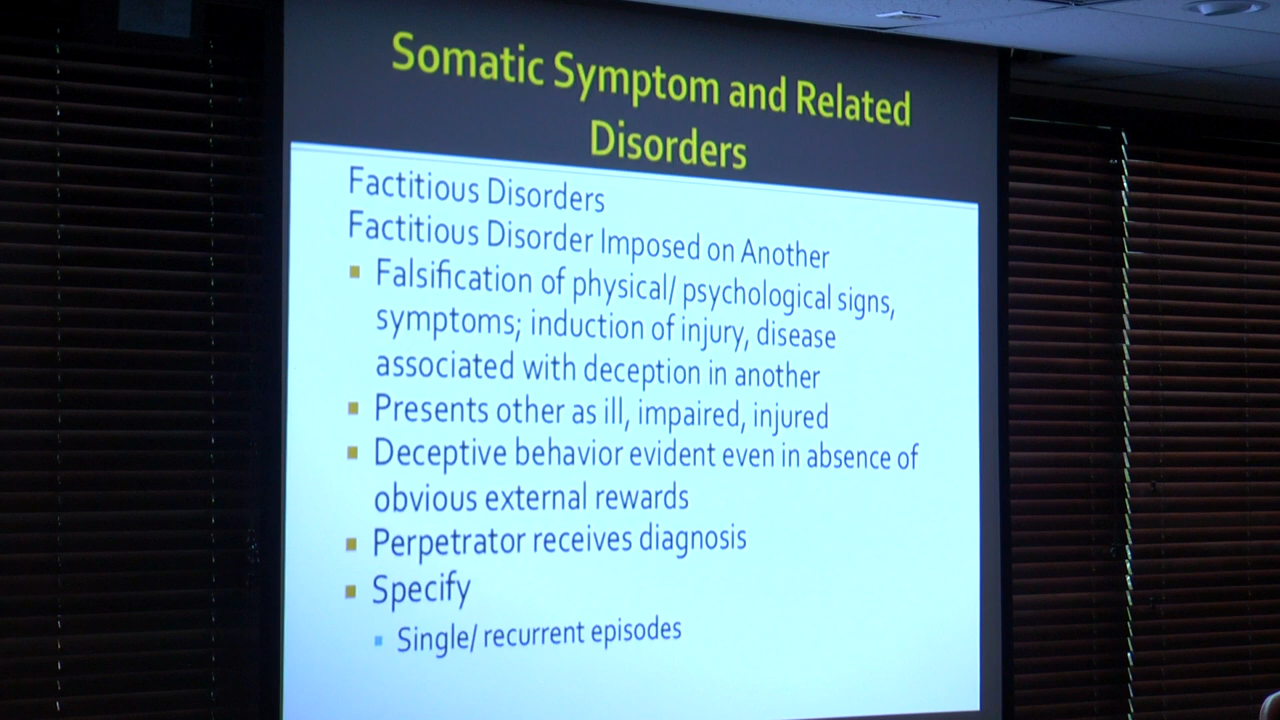 Somatic Symptom and Related
Disorders
Factitious Disorders
Factitious Disorder Imposed on Another
Falsification of physical/ psychological signs,
symptoms; induction of injury, disease
associated with deception in another
Presents other as ill, impaired, injured
Deceptive behavior evident even in absence of
obvious external rewards
Perpetrator receives diagnosis
Specify
Single/ recurrent episodes